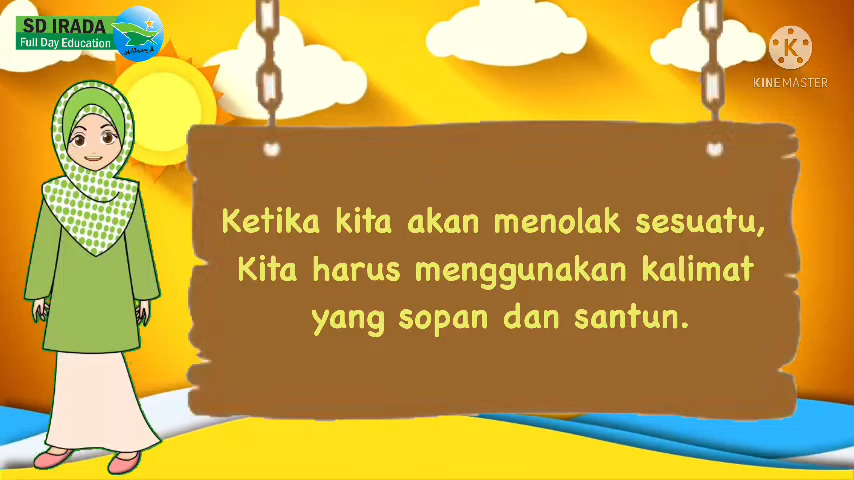 SD IRADA
Full Day Education
K
KINEMASTER
Ketika kita akan menolak sesuatu,
Kita harus menggunakan kalimat
yang sopan dan santun.